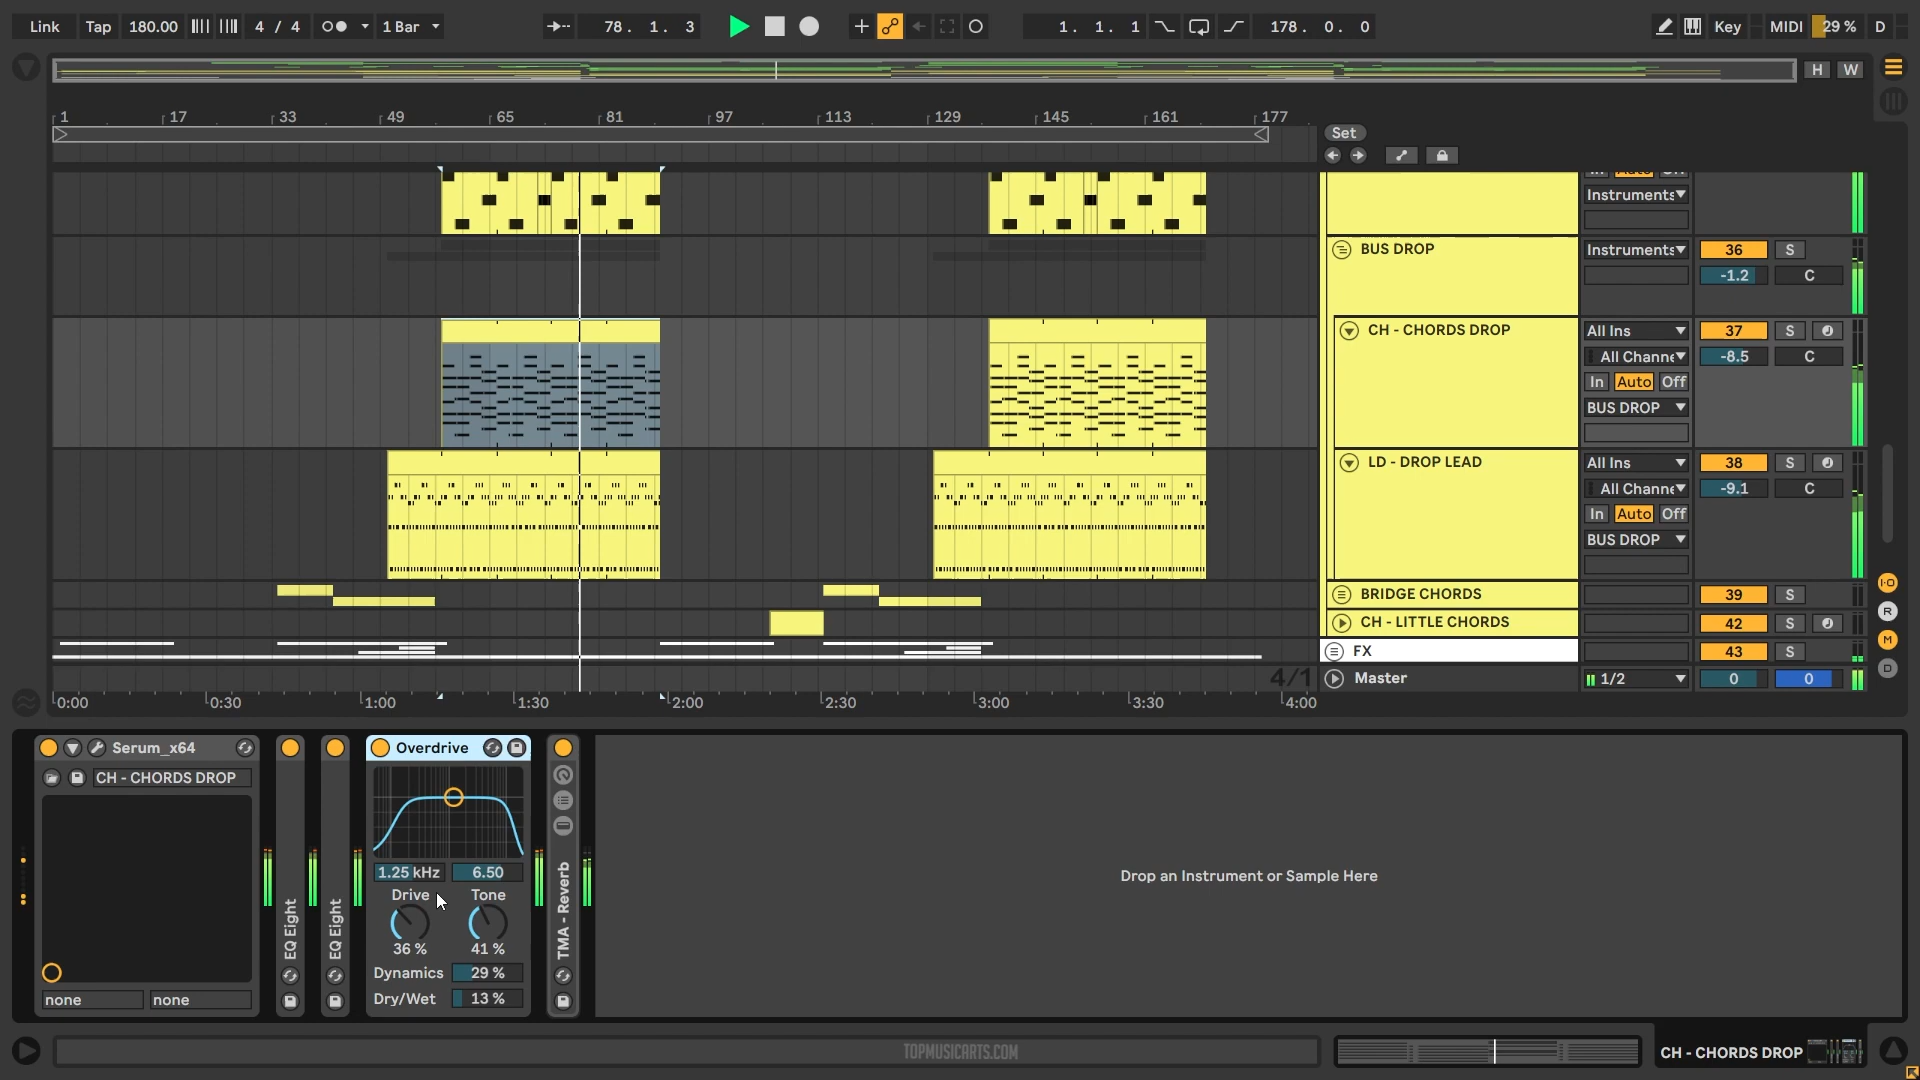 Link Tap 180.00 4 / 4 1 Bar 78. 1. 3 1. 1. 1 178. 0. 0 Key MIDI 29 % D
H W
1 17 33 49 65 81 97 113 129 145 161 177
Set
Instruments
BUS DROP Instruments 36 S
-1.2 C
CH - CHORDS DROP All Ins 37 S
All Channe -8.5 C
In Auto Off
BUS DROP
LD - DROP LEAD All Ins 38 S
All Channe -9.1 C
In Auto Off
BUS DROP
BRIDGE CHORDS 39 S
CH - LITTLE CHORDS 42 S
FX 43 S
4/1 Master 1/2 0 0
I·O
R
M
D
0:00 0:30 1:00 1:30 2:00 2:30 3:00 3:30 4:00
Serum_x64 Overdrive
CH - CHORDS DROP
EQ Eight
EQ Eight
1.25 kHz 6.50
Drive Tone
36 % 41 %
Dynamics 29 %
Dry/Wet 13 %
none none
TMA - Reverb
Drop an Instrument or Sample Here
TOPMUSICARTS.COM
CH - CHORDS DROP